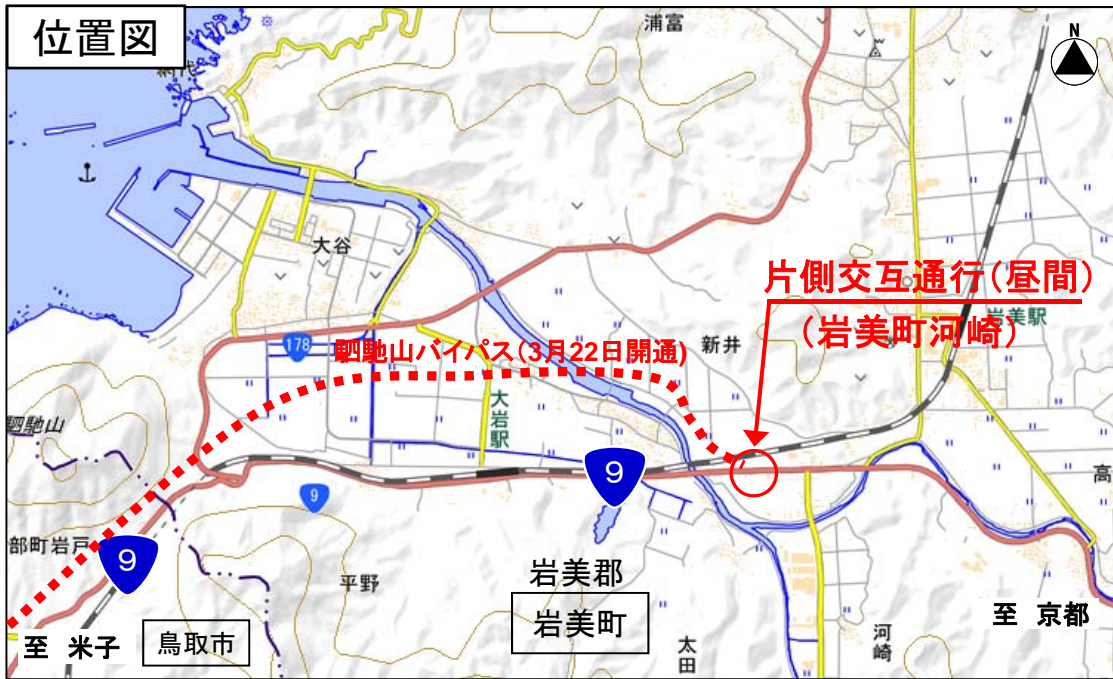 位置図
網代
浦富
N
大谷
片側交互通行(昼間)
(岩美町河崎)
岩美駅
新井
178
駟馳山バイパス(3月22日開通)
大岩駅
駟馳山
9
9
高
部町岩戸
9
平野
岩美郡
岩美町
至 京都
至 米子
鳥取市
太田
河崎